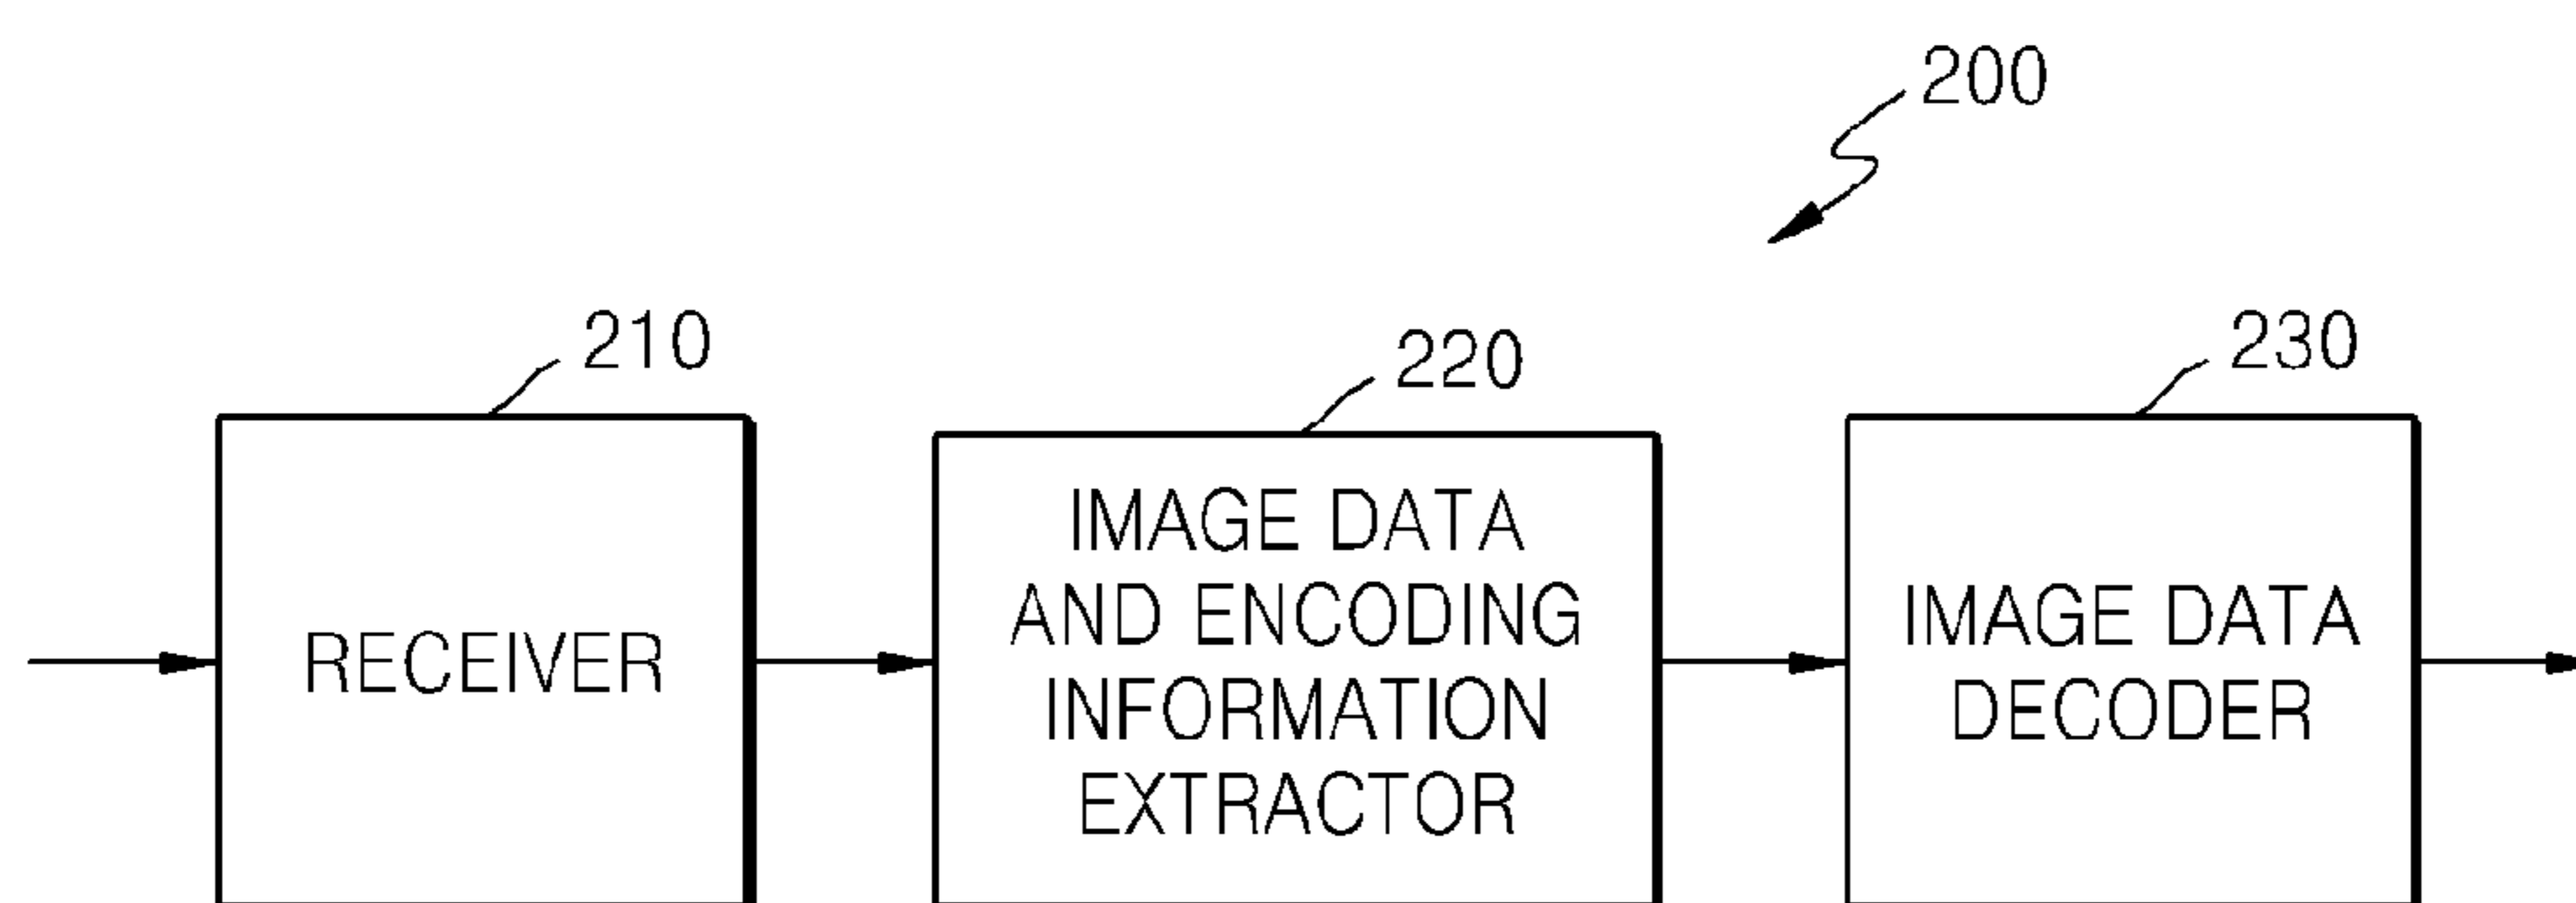 200
210
220
230
RECEIVER
IMAGE DATA
AND ENCODING
INFORMATION
EXTRACTOR
IMAGE DATA
DECODER